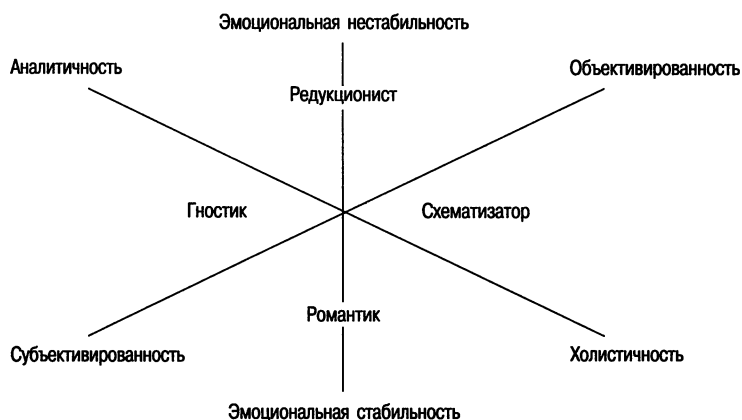 Эмоциональная нестабильность
Аналитичность
Объективированность
Редукционист
Гностик
Схематизатор
Романтик
Субъективированность
Холистичность
Эмоциональная стабильность